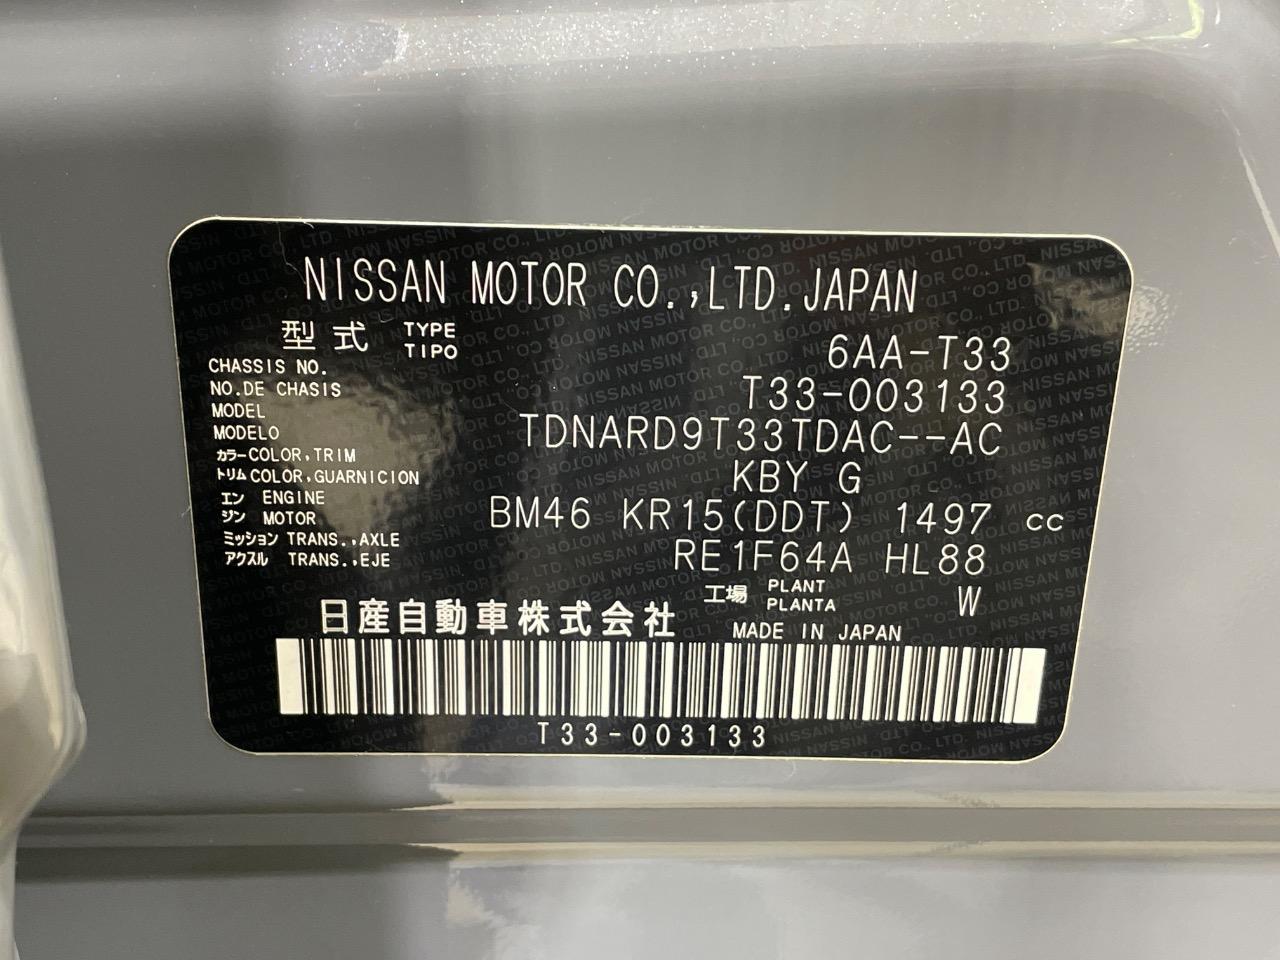 NISSAN MOTOR CO.,LTD.JAPAN
型式 TYPE TIPO 6AA-T33
CHASSIS NO.
NO.DE CHASIS T33-003133
MODEL
MODELO TDNARD9T33TDAC--AC
カラー COLOR,TRIM
トリム COLOR,GUARNICION KBY G
エン ENGINE
ジン MOTOR BM46 KR15(DDT) 1497 cc
ミッション TRANS.,AXLE
アクスル TRANS.,EJE RE1F64A HL88
工場 PLANT PLANTA W
日産自動車株式会社 MADE IN JAPAN
T33-003133